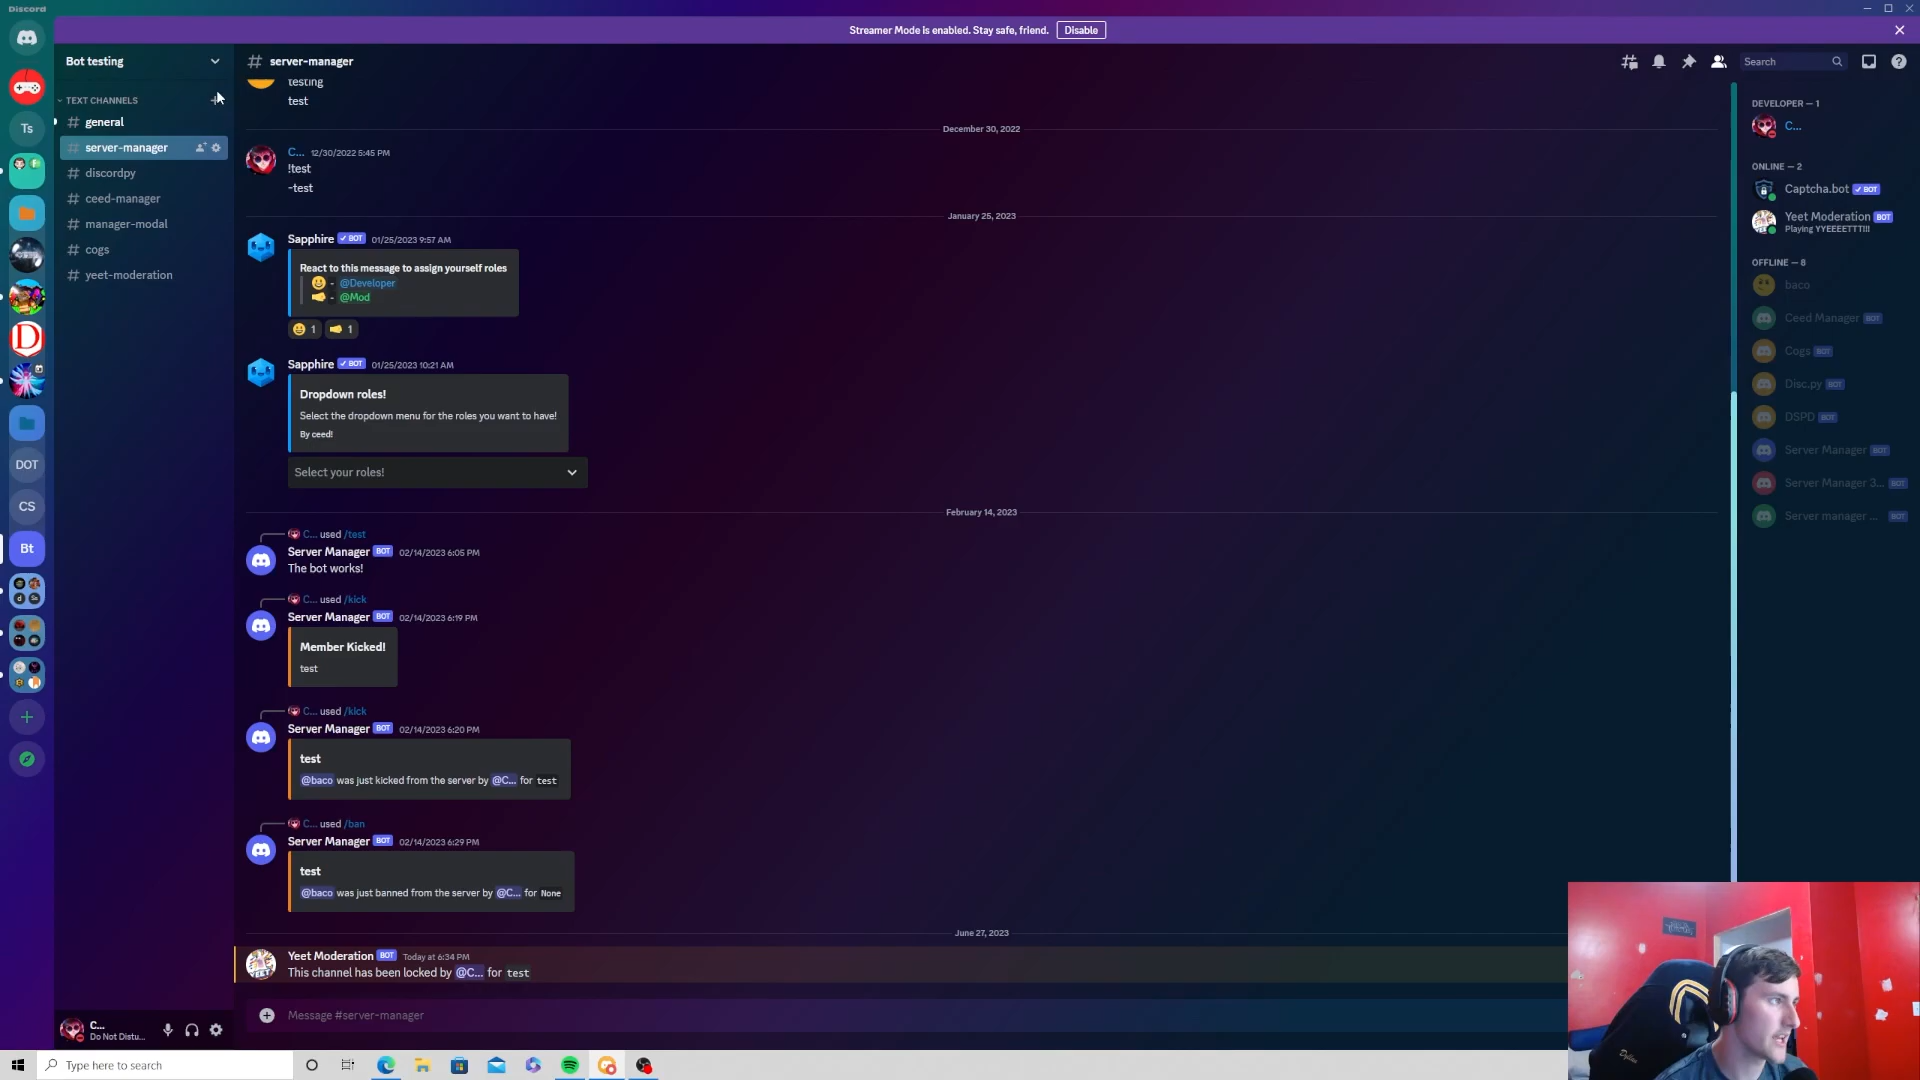 Discord
Streamer Mode is enabled. Stay safe, friend.
Disable
Bot testing
TEXT CHANNELS
general
server-manager
discordpy
ceed-manager
manager-modal
cogs
yeet-moderation
server-manager
Search
testing
test
December 30, 2022
C... 12/30/2022 5:45 PM
!test
-test
January 25, 2023
Sapphire BOT 01/25/2023 9:57 AM
React to this message to assign yourself roles
- @Developer
- @Mod
1 1
Sapphire BOT 01/25/2023 10:21 AM
Dropdown roles!
Select the dropdown menu for the roles you want to have!
By ceed!
Select your roles!
February 14, 2023
C... used /test
Server Manager BOT 02/14/2023 6:05 PM
The bot works!
C... used /kick
Server Manager BOT 02/14/2023 6:19 PM
Member Kicked!
test
C... used /kick
Server Manager BOT 02/14/2023 6:20 PM
test
@baco was just kicked from the server by @C... for test
C... used /ban
Server Manager BOT 02/14/2023 6:29 PM
test
@baco was just banned from the server by @C... for None
June 27, 2023
Yeet Moderation BOT Today at 6:34 PM
This channel has been locked by @C... for test
Message #server-manager
DEVELOPER — 1
C...
ONLINE — 2
Captcha.bot BOT
Yeet Moderation BOT
Playing YYEEEETTT!!!
OFFLINE — 8
baco
Ceed Manager BOT
Cogs BOT
Disc.py BOT
DSPD BOT
Server Manager BOT
Server Manager 3... BOT
Server manager ... BOT
Ts
D
DOT
CS
Bt
C...
Do Not Distu...
Type here to search